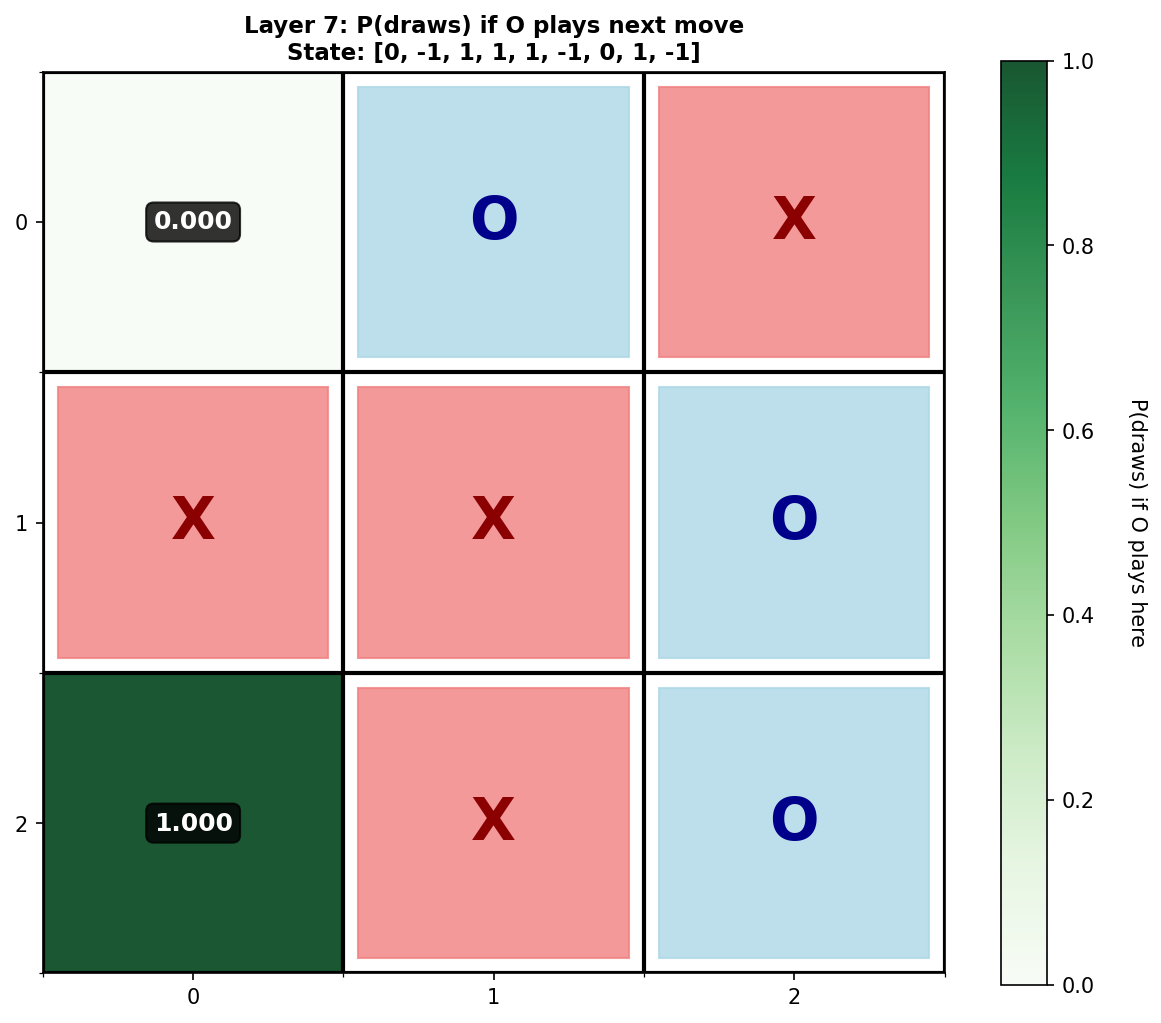 Layer 7: P(draws) if O plays next move
State: [0, -1, 1, 1, 1, -1, 0, 1, -1]
0.000
O
X
X
X
O
1.000
X
O
0
1
2
0
1
2
1.0
0.8
0.6
0.4
0.2
0.0
P(draws) if O plays here